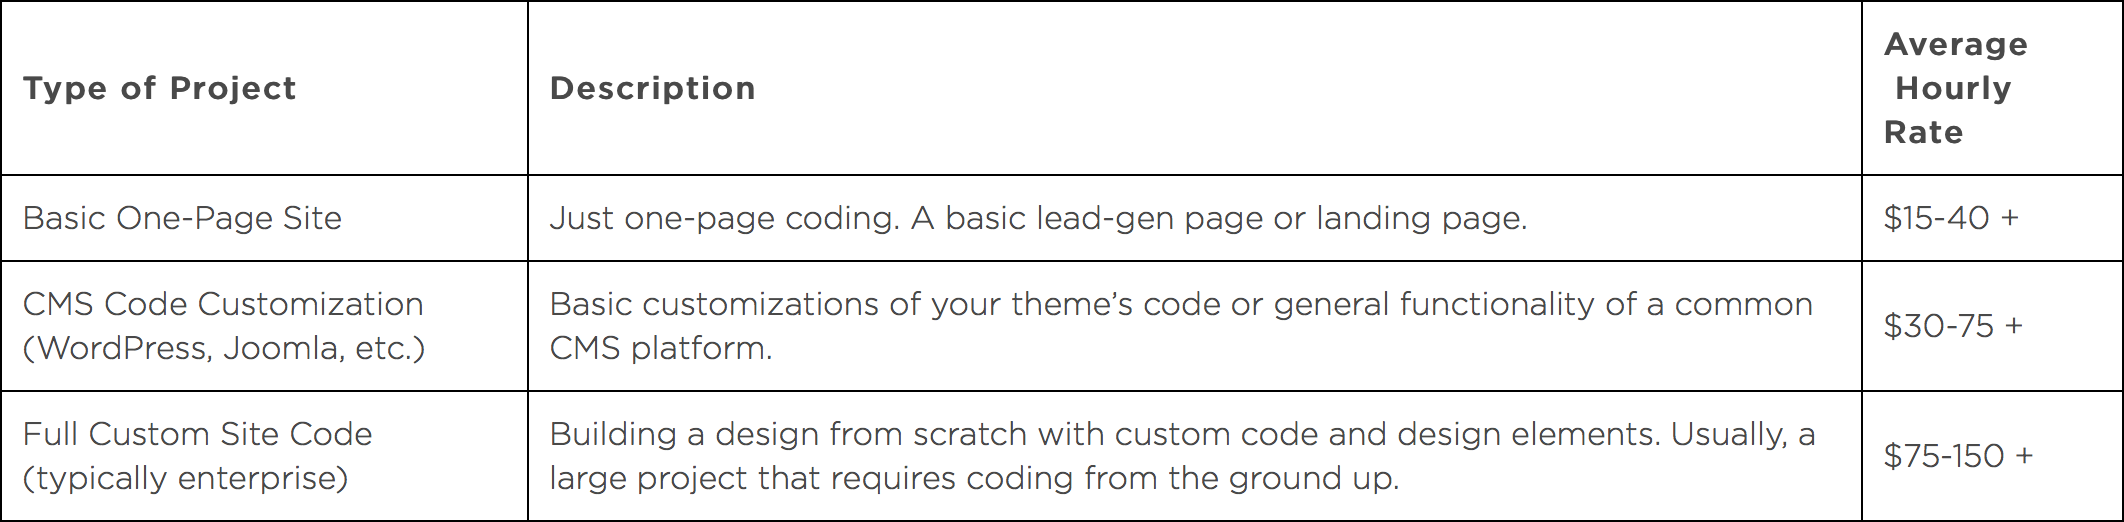 Type of Project
Description
Average
Hourly
Rate
Basic One-Page Site
Just one-page coding. A basic lead-gen page or landing page.
$15-40 +
CMS Code Customization
(WordPress, Joomla, etc.)
Basic customizations of your theme’s code or general functionality of a common
CMS platform.
$30-75 +
Full Custom Site Code
(typically enterprise)
Building a design from scratch with custom code and design elements. Usually, a
large project that requires coding from the ground up.
$75-150 +